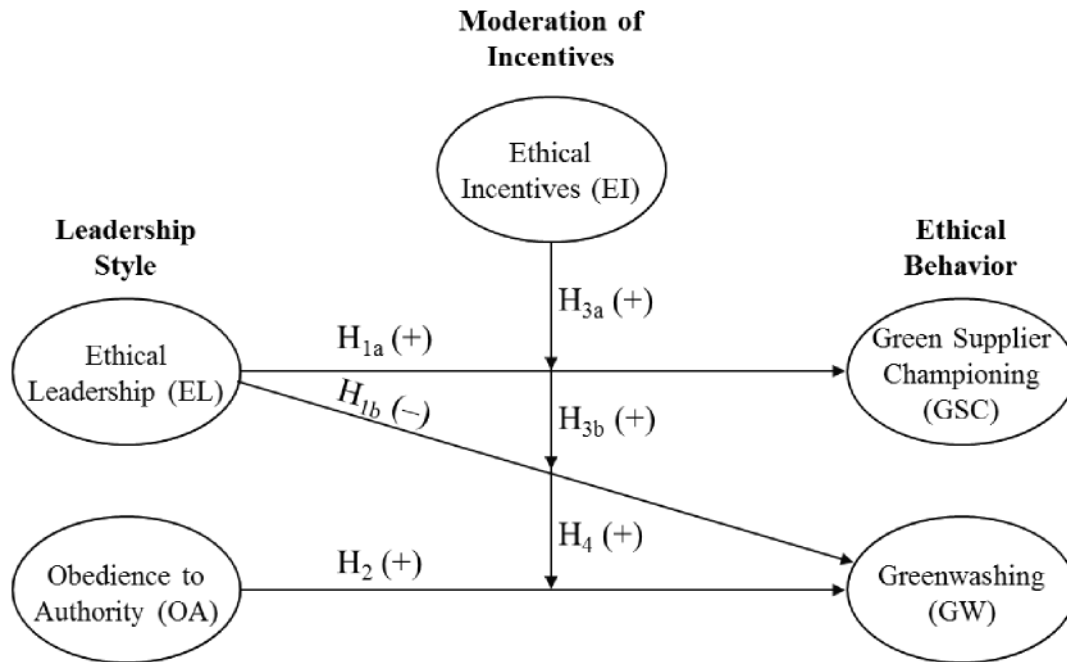 Moderation of
Incentives
Ethical
Incentives (EI)
Leadership
Style
Ethical
Behavior
H3a (+)
H1a (+)
Ethical
Leadership (EL)
Green Supplier
Championing
(GSC)
H1b (–)
H3b (+)
H4 (+)
H2 (+)
Obedience to
Authority (OA)
Greenwashing
(GW)